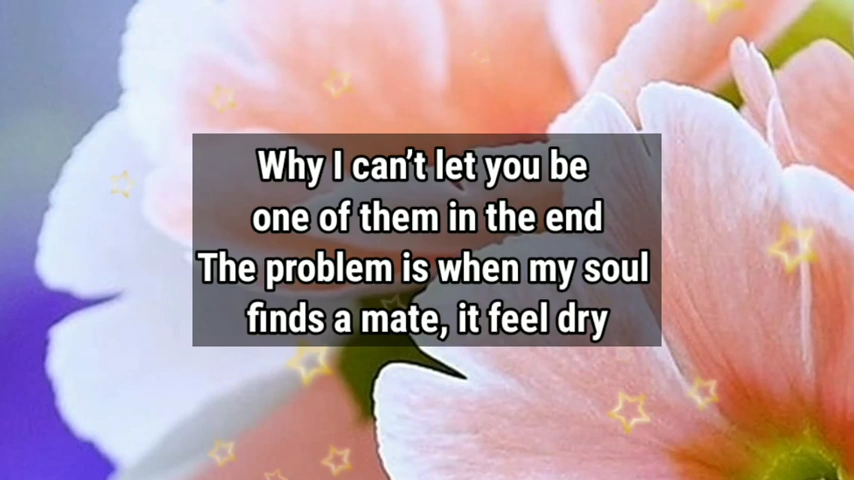 Why I can’t let you be
one of them in the end
The problem is when my soul
finds a mate, it feel dry